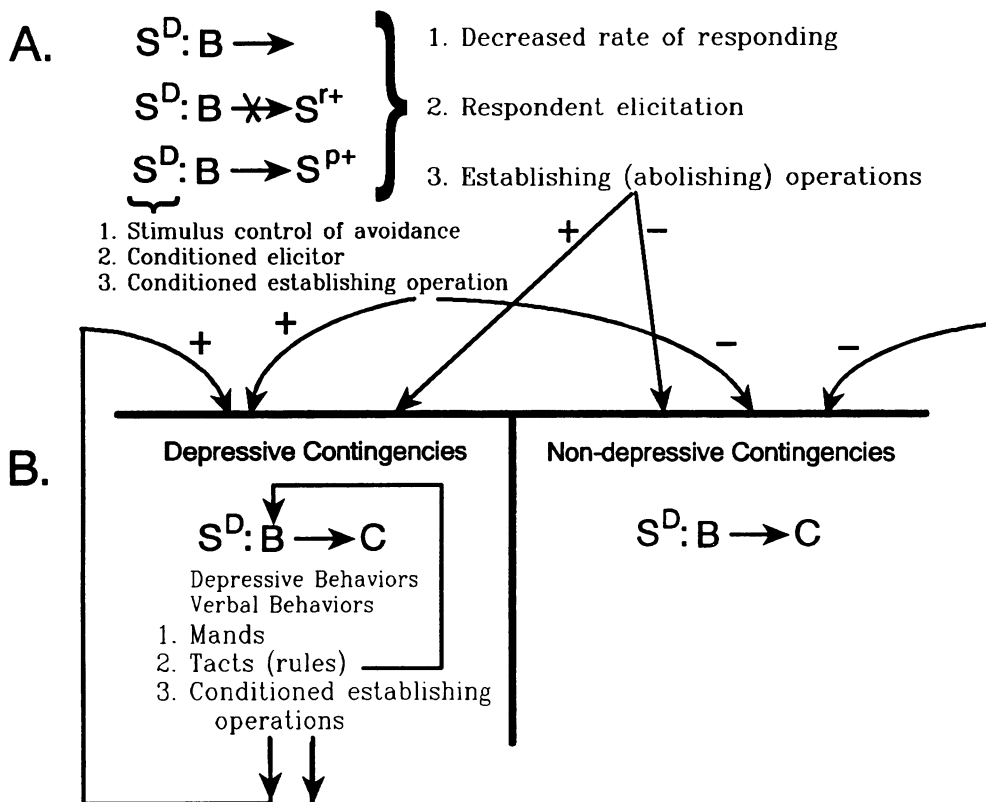 A.
S^D: B →
S^D: B → S^r+
S^D: B → S^p+
1. Decreased rate of responding
2. Respondent elicitation
3. Establishing (abolishing) operations
1. Stimulus control of avoidance
2. Conditioned elicitor
3. Conditioned establishing operation
+
−
+
+
−
−
B.
Depressive Contingencies
S^D: B → C
Depressive Behaviors
Verbal Behaviors
1. Mands
2. Tacts (rules)
3. Conditioned establishing
operations
Non-depressive Contingencies
S^D: B → C